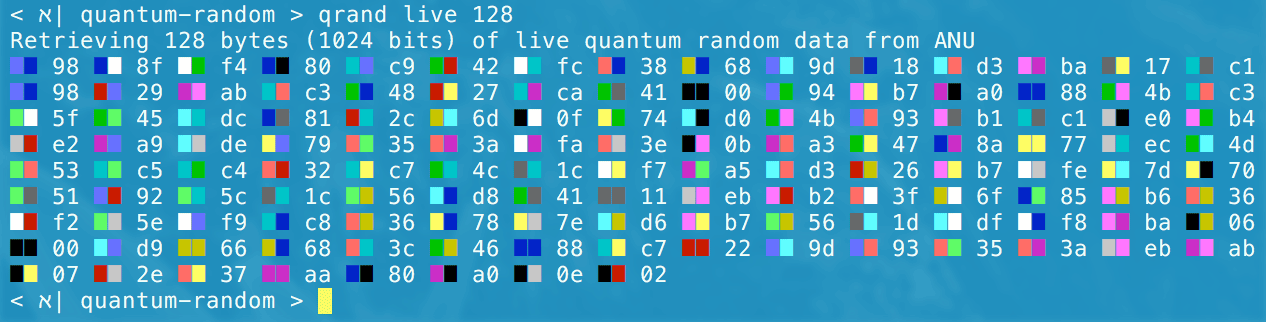 < א| quantum-random > qrand live 128
Retrieving 128 bytes (1024 bits) of live quantum random data from ANU
98 8f f4 80 c9 42 fc 38 68 9d 18 d3 ba 17 c1
98 29 ab c3 48 27 ca 41 00 94 b7 a0 88 4b c3
5f 45 dc 81 2c 6d 0f 74 d0 4b 93 b1 c1 e0 b4
e2 a9 de 79 35 3a fa 3e 0b a3 47 8a 77 ec 4d
53 c5 c4 32 c7 4c 1c f7 a5 d3 26 b7 fe 7d 70
51 92 5c 1c 56 d8 41 11 eb b2 3f 6f 85 b6 36
f2 5e f9 c8 36 78 7e d6 b7 56 1d df f8 ba 06
00 d9 66 68 3c 46 88 c7 22 9d 93 35 3a eb ab
07 2e 37 aa 80 a0 0e 02
< א| quantum-random >